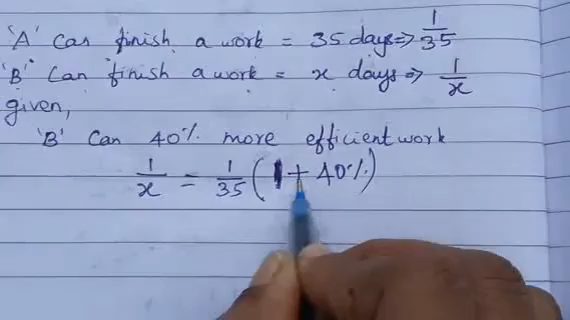 'A' Can finish a work = 35 days ⇒ 1/35
'B' Can finish a work = x days ⇒ 1/x
given,
'B' Can 40% more efficient work
1/x = 1/35 (1 + 40%)